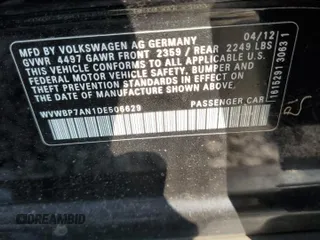 MFD BY VOLKSWAGEN AG GERMANY 04/12
GVWR 4497 GAWR FRONT 2359 / REAR 2249 LBS
THIS VEHICLE CONFORMS TO ALL APPLICABLE U.S.
FEDERAL MOTOR VEHICLE SAFETY, BUMPER AND
THEFT PREVENTION STANDARDS IN EFFECT ON THE
DATE OF MANUFACTURE SHOWN ABOVE.
WVWBP7AN1DE506629 PASSENGER CAR
DREAMBID